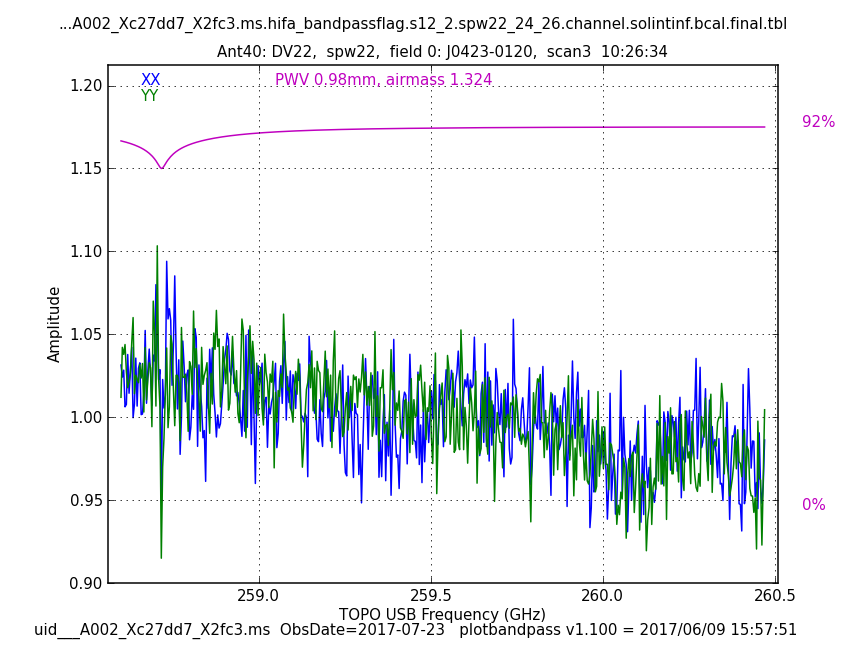 ...A002_Xc27dd7_X2fc3.ms.hifa_bandpassflag.s12_2.spw22_24_26.channel.solintinf.bcal.final.tbl
Ant40: DV22,  spw22,  field 0: J0423-0120,  scan3  10:26:34
XX
PWV 0.98mm, airmass 1.324
YY
92%
0%
1.20
1.15
1.10
1.05
1.00
0.95
0.90
Amplitude
259.0 259.5 260.0 260.5
TOPO USB Frequency (GHz)
uid___A002_Xc27dd7_X2fc3.ms  ObsDate=2017-07-23   plotbandpass v1.100 = 2017/06/09 15:57:51